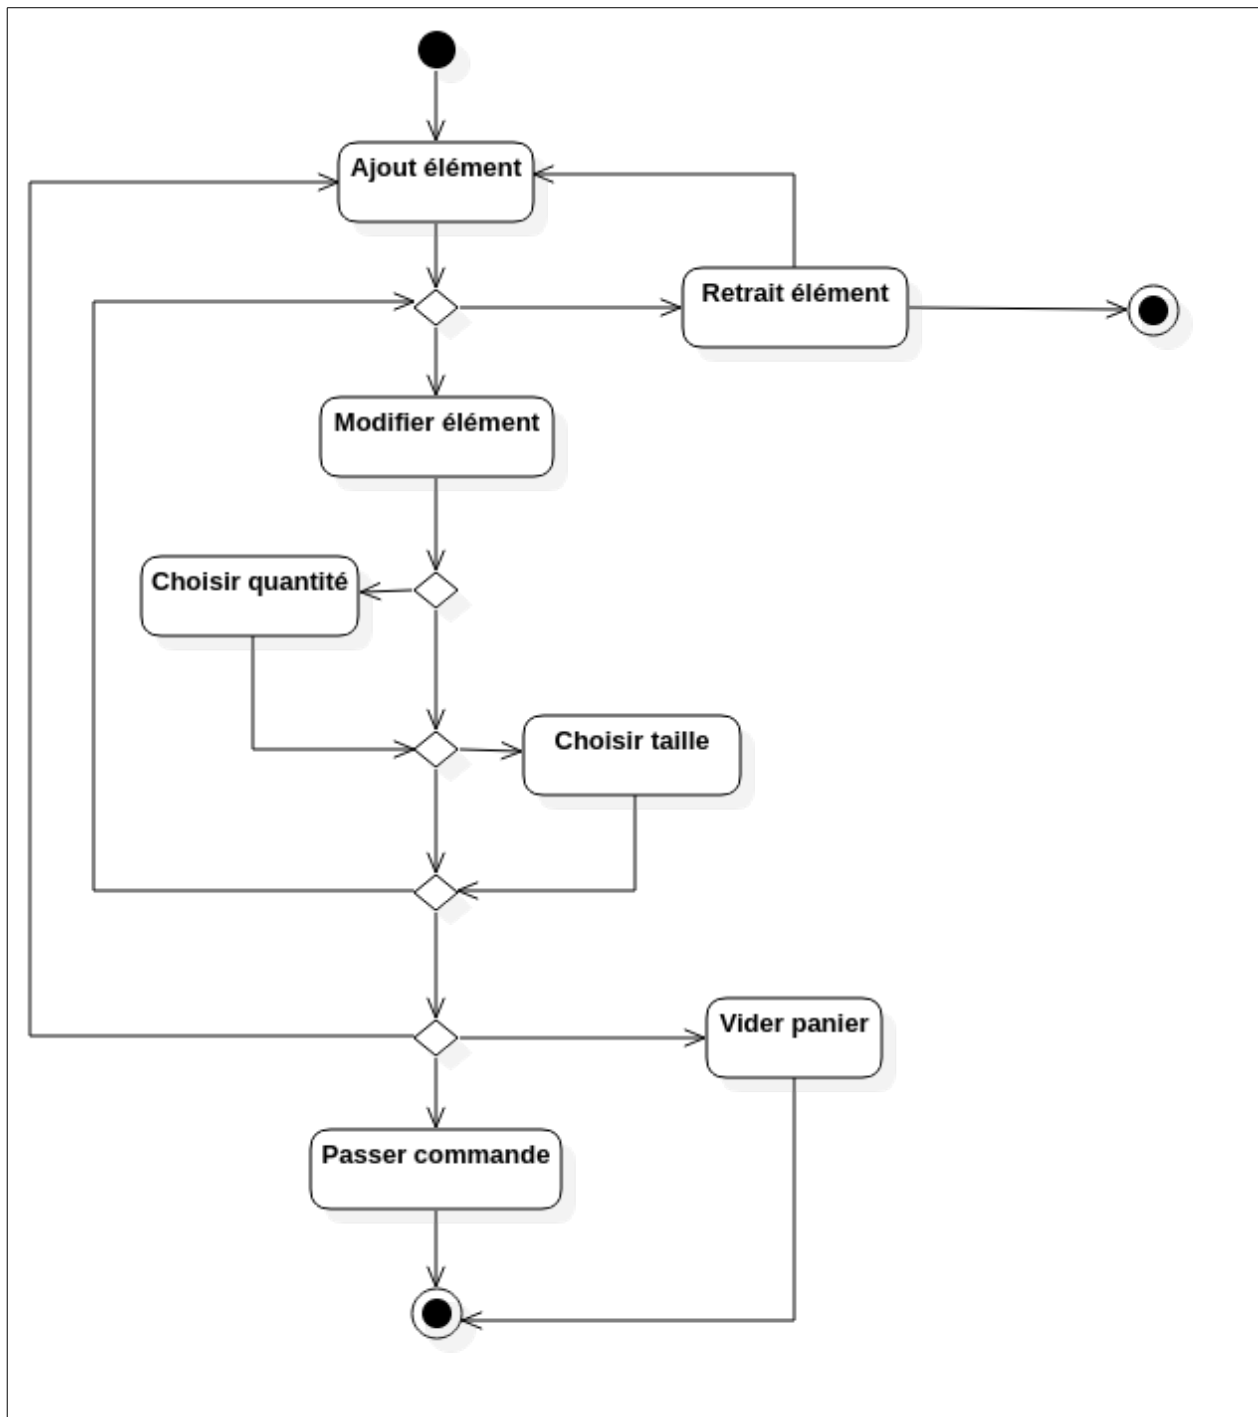 Ajout élément
Retrait élément
Modifier élément
Choisir quantité
Choisir taille
Vider panier
Passer commande